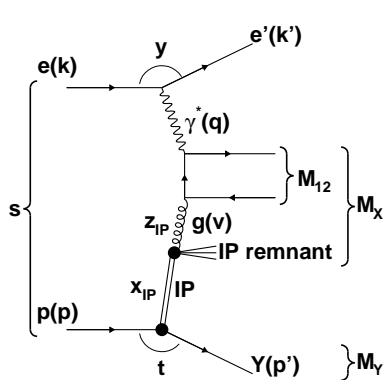 y
e'(k')
e(k)
γ*(q)
M12
s
MX
zIP g(v)
IP remnant
xIP IP
p(p)
t
Y(p')
MY